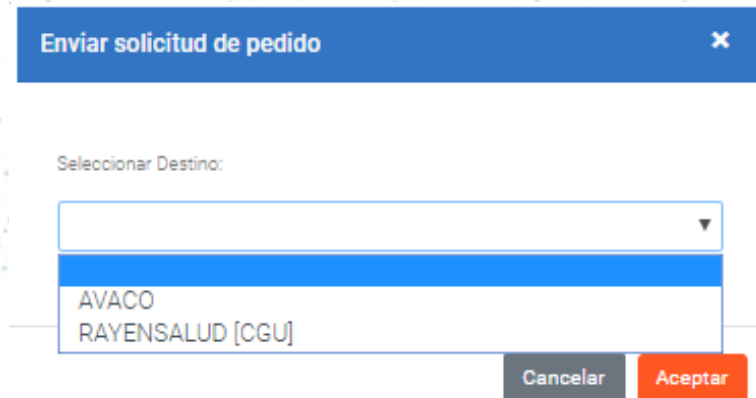 Enviar solicitud de pedido
Seleccionar Destino:
AVACO
RAYENSALUD [CGU]
Cancelar
Aceptar